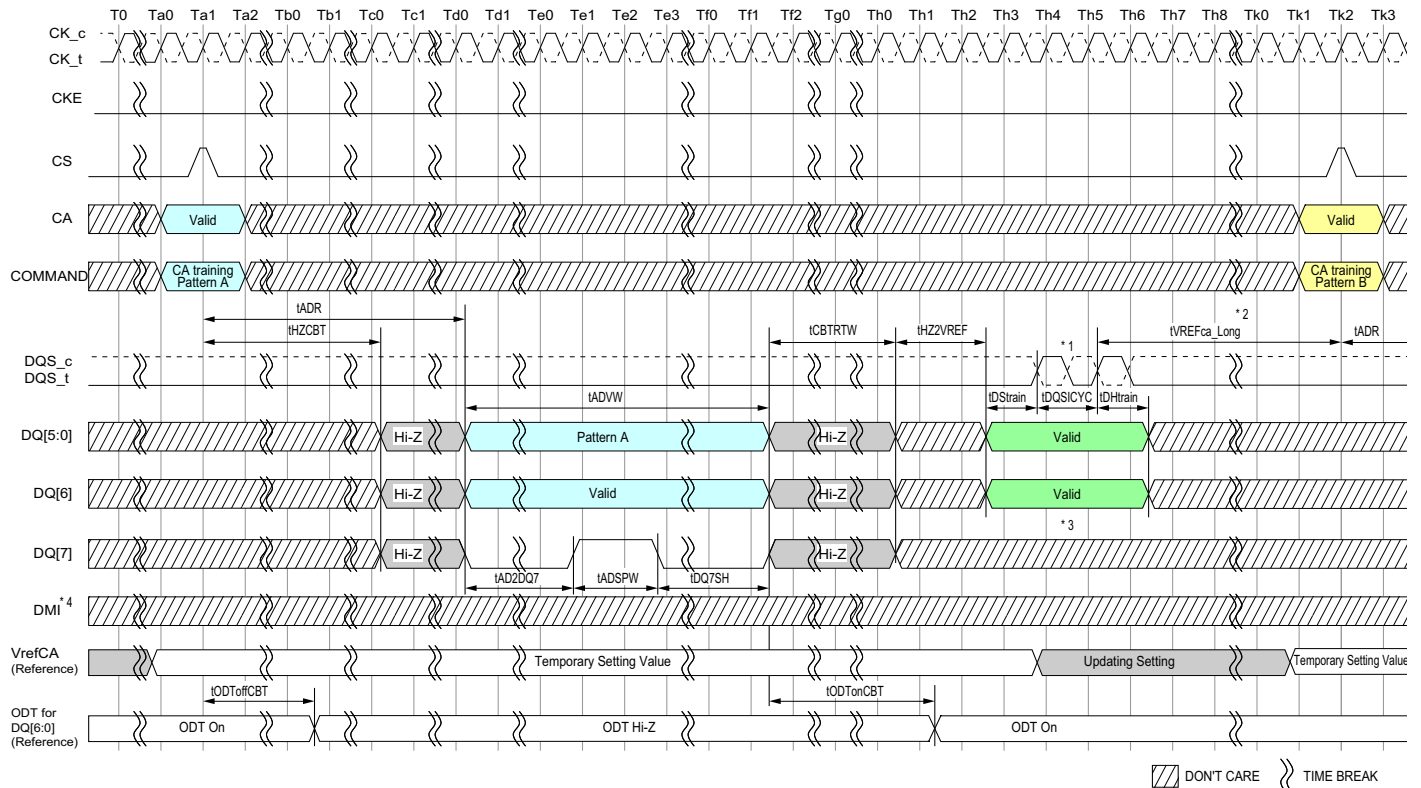 T0 Ta0 Ta1 Ta2 Tb0 Tb1 Tc0 Tc1 Td0 Td1 Te0 Te1 Te2 Te3 Tf0 Tf1 Tf2 Tg0 Th0 Th1 Th2 Th3 Th4 Th5 Th6 Th7 Th8 Tk0 Tk1 Tk2 Tk3
CK_c
CK_t
CKE
CS
CA Valid Valid
COMMAND CA training Pattern A CA training Pattern B
tADR * 2
tHZCBT tCBTRTW tHZ2VREF tVREFca_Long tADR
* 1
DQS_c
DQS_t
tADVW tDStrain tDQSICYC tDHtrain
DQ[5:0] Hi-Z Pattern A Hi-Z Valid
DQ[6] Hi-Z Valid Hi-Z Valid
* 3
DQ[7] Hi-Z Hi-Z
tAD2DQ7 tADSPW tDQ7SH
DMI* 4
VrefCA
(Reference) Temporary Setting Value Updating Setting Temporary Setting Value
tODToffCBT tODTonCBT
ODT for
DQ[6:0]
(Reference) ODT On ODT Hi-Z ODT On
DON'T CARE TIME BREAK